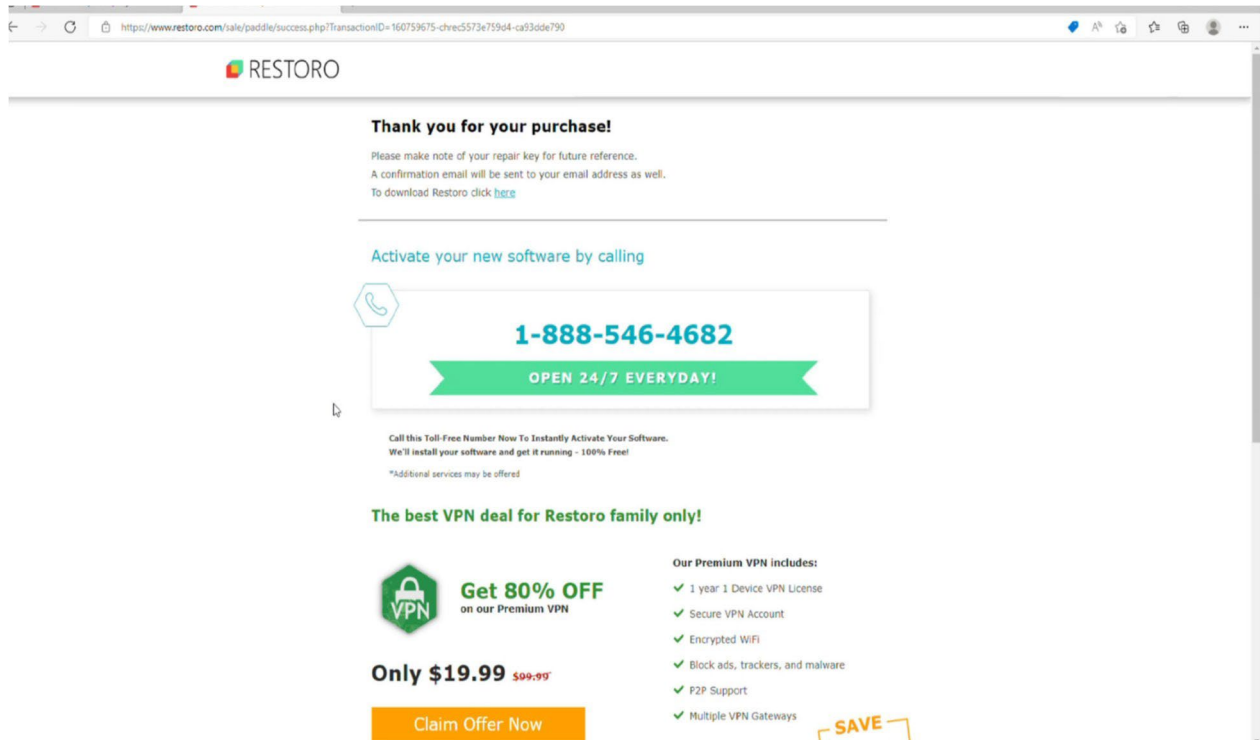 https://www.restoro.com/sale/paddle/success.php?TransactionID=160759675-chrec5573e759d4-ca93dde790
RESTORO
Thank you for your purchase!
Please make note of your repair key for future reference.
A confirmation email will be sent to your email address as well.
To download Restoro click here
Activate your new software by calling
1-888-546-4682
OPEN 24/7 EVERYDAY!
Call this Toll-Free Number Now To Instantly Activate Your Software.
We'll install your software and get it running - 100% Free!
*Additional services may be offered
The best VPN deal for Restoro family only!
VPN
Get 80% OFF
on our Premium VPN
Only $19.99 $99.99
Claim Offer Now
Our Premium VPN includes:
1 year 1 Device VPN License
Secure VPN Account
Encrypted WiFi
Block ads, trackers, and malware
P2P Support
Multiple VPN Gateways
SAVE